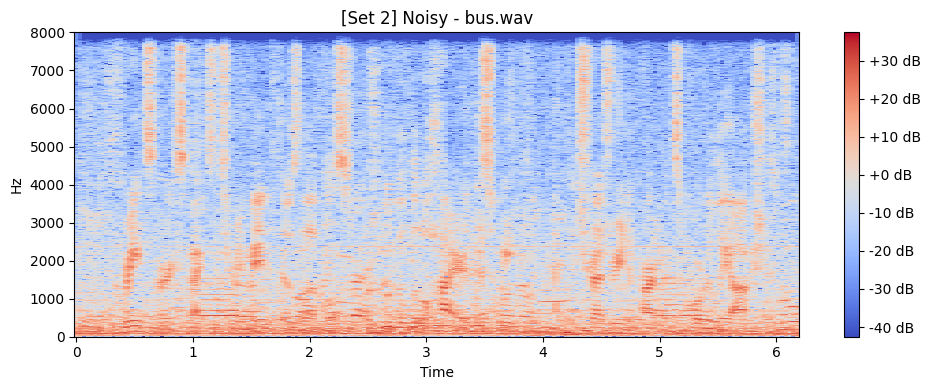 [Set 2] Noisy - bus.wav
8000
7000
6000
5000
4000
3000
2000
1000
0
Hz
0 1 2 3 4 5 6
Time
+30 dB
+20 dB
+10 dB
+0 dB
-10 dB
-20 dB
-30 dB
-40 dB